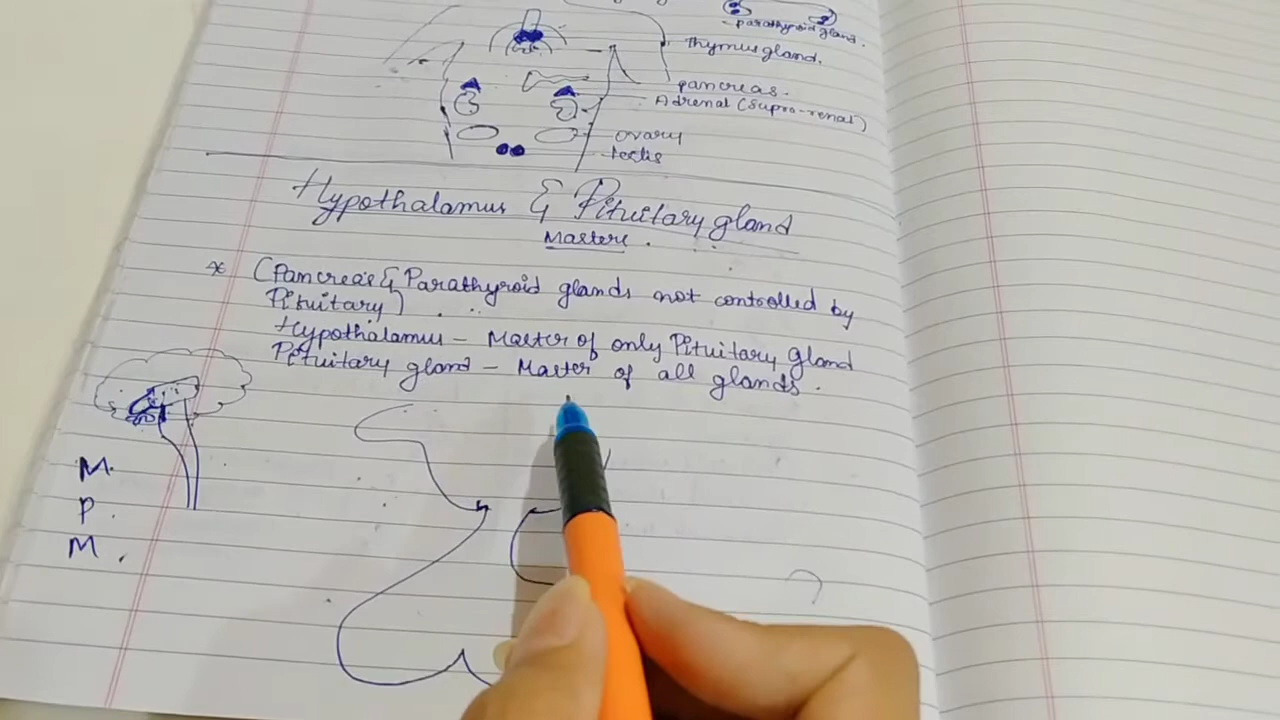 parathyroid gland.
Thymus gland.
pancreas.
Adrenal (supra-renal)
ovary
testis
Hypothalamus & Pituitary gland
Master.
* (Pancreas & Parathyroid glands not controlled by
Pituitary).
Hypothalamus - Master of only Pituitary gland
Pituitary gland - Master of all glands.
M.
P.
M.